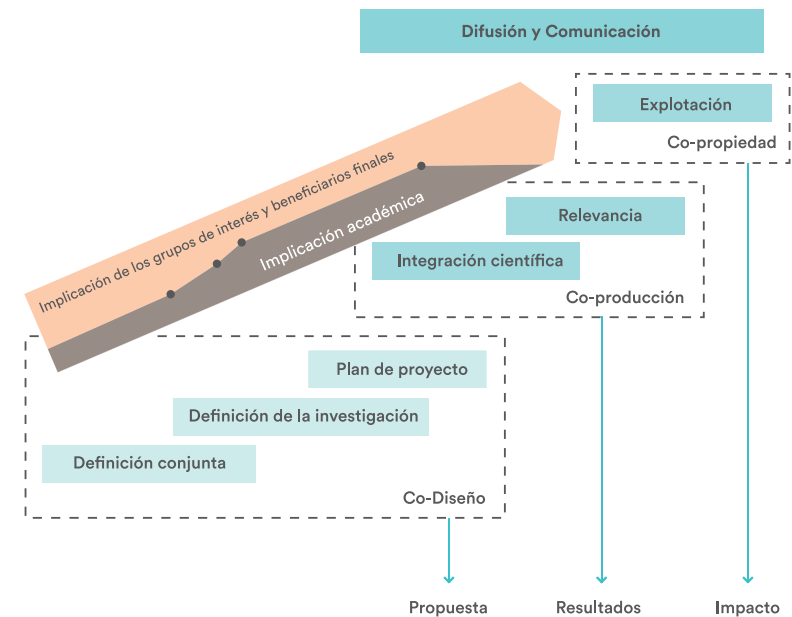 Difusión y Comunicación
Explotación
Co-propiedad
Implicación de los grupos de interés y beneficiarios finales
Implicación académica
Relevancia
Integración científica
Co-producción
Plan de proyecto
Definición de la investigación
Definición conjunta
Co-Diseño
Propuesta
Resultados
Impacto